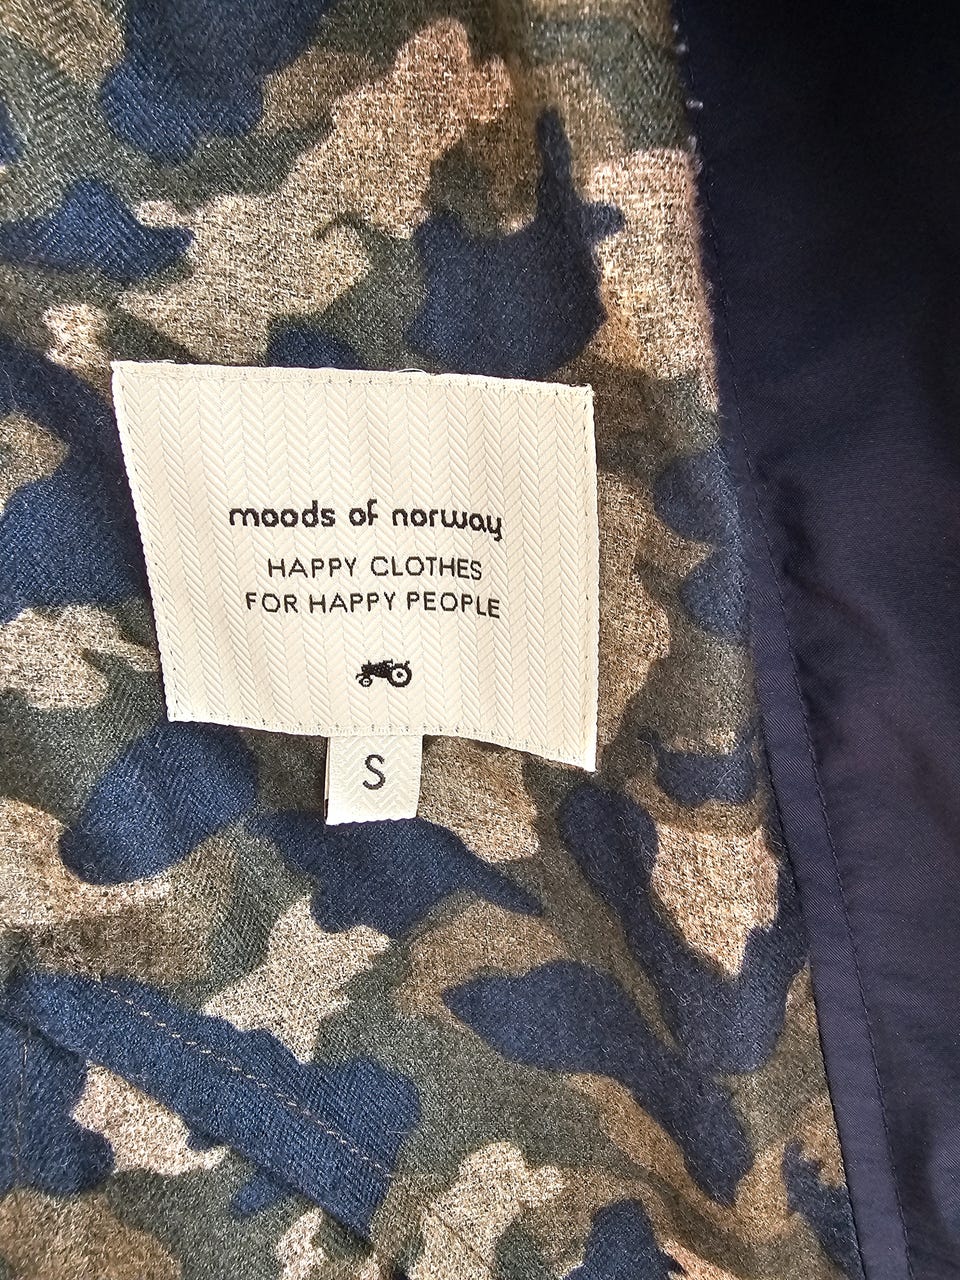 moods of norway
HAPPY CLOTHES
FOR HAPPY PEOPLE
S